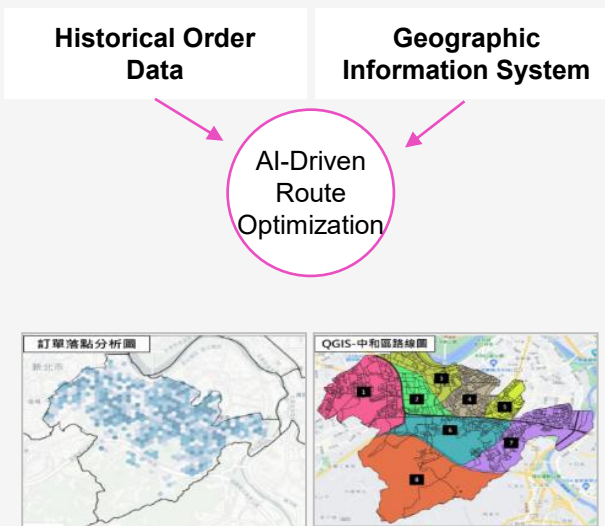 Historical Order
Data
Geographic
Information System
AI-Driven
Route
Optimization
訂單落點分析圖
新北市
QGIS-中和區路線圖
1
2
3
4
5
6
7
8